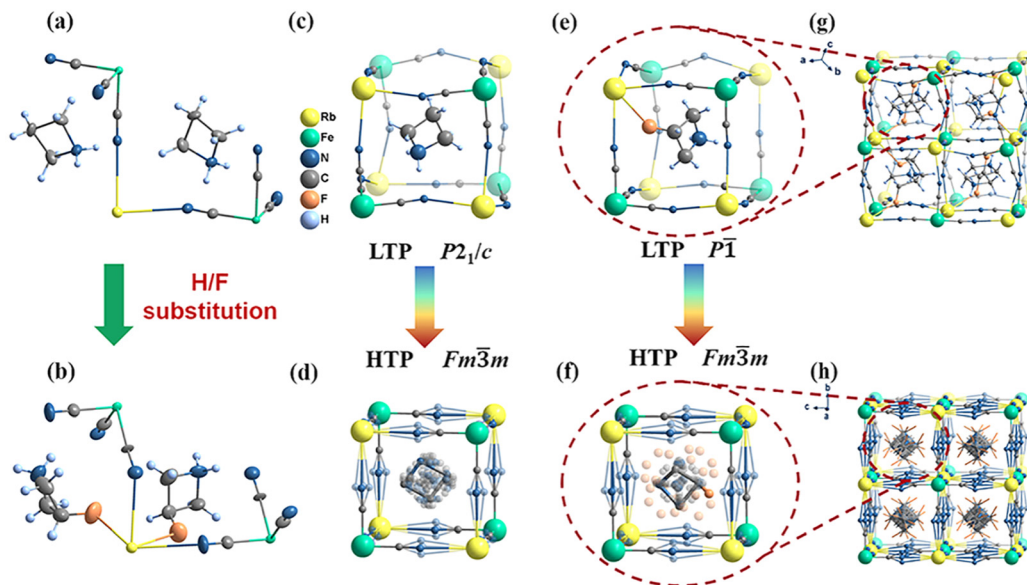 (a)
(c)
(e)
(g)
Rb
Fe
N
C
F
H
c
a
b
LTP P2₁/c
LTP P1̅
H/F
substitution
HTP Fm3̅m
HTP Fm3̅m
(b)
(d)
(f)
(h)
b
c
a